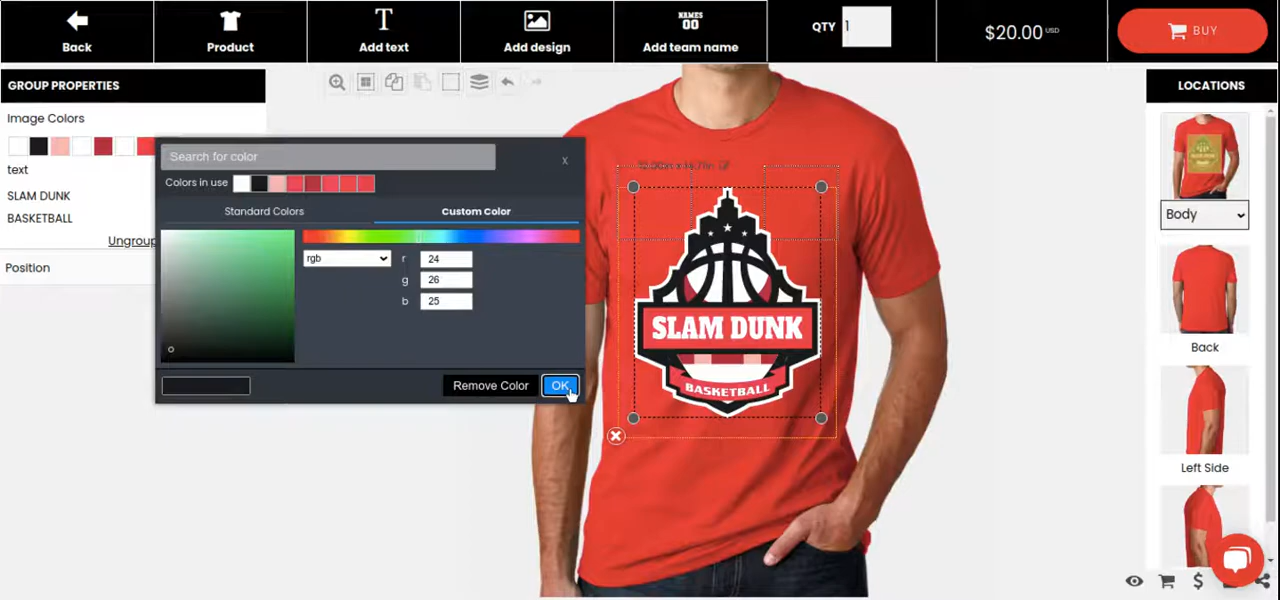 Back
Product
T
Add text
Add design
NAMES
00
Add team name
QTY 1
$20.00 USD
BUY
GROUP PROPERTIES
Image Colors
text
SLAM DUNK
BASKETBALL
Ungroup
Position
Search for color
x
Colors in use
Standard Colors
Custom Color
rgb
r 24
g 26
b 25
Remove Color
OK
SLAM DUNK
BASKETBALL
LOCATIONS
Body
Back
Left Side
$